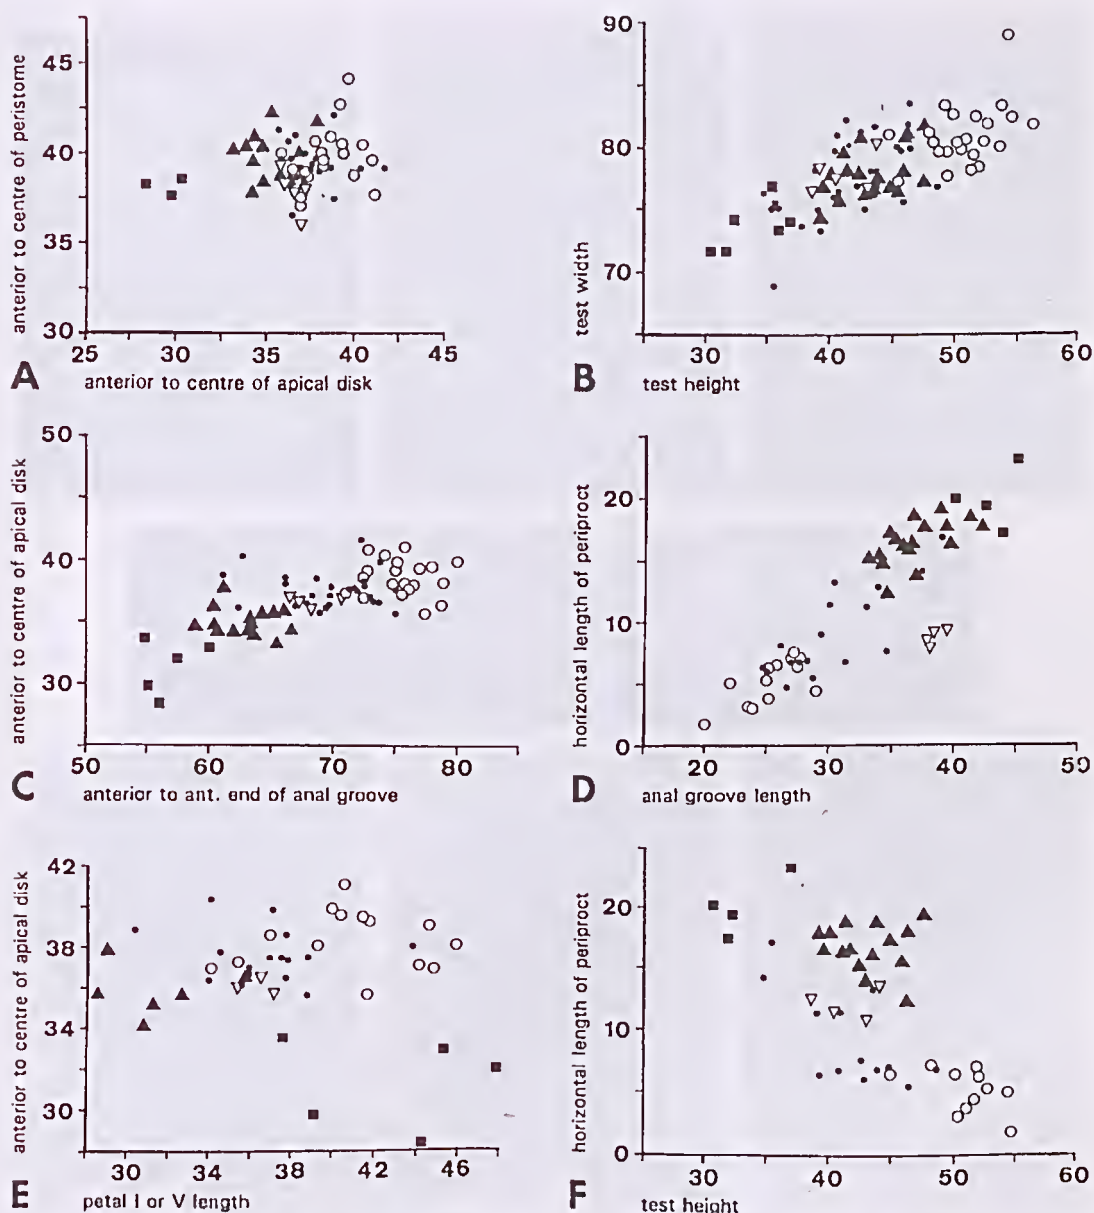 45
40
35
30
25 30 35 40 45
anterior to centre of peristome
A anterior to centre of apical disk
90
80
70
30 40 50 60
test width
B test height
50
40
30
50 60 70 80
anterior to centre of apical disk
C anterior to ant. end of anal groove
20
10
0
20 30 40 50
horizontal length of periproct
D anal groove length
42
38
34
30
30 34 38 42 46
anterior to centre of apical disk
E petal I or V length
20
10
0
30 40 50 60
horizontal length of periproct
F test height